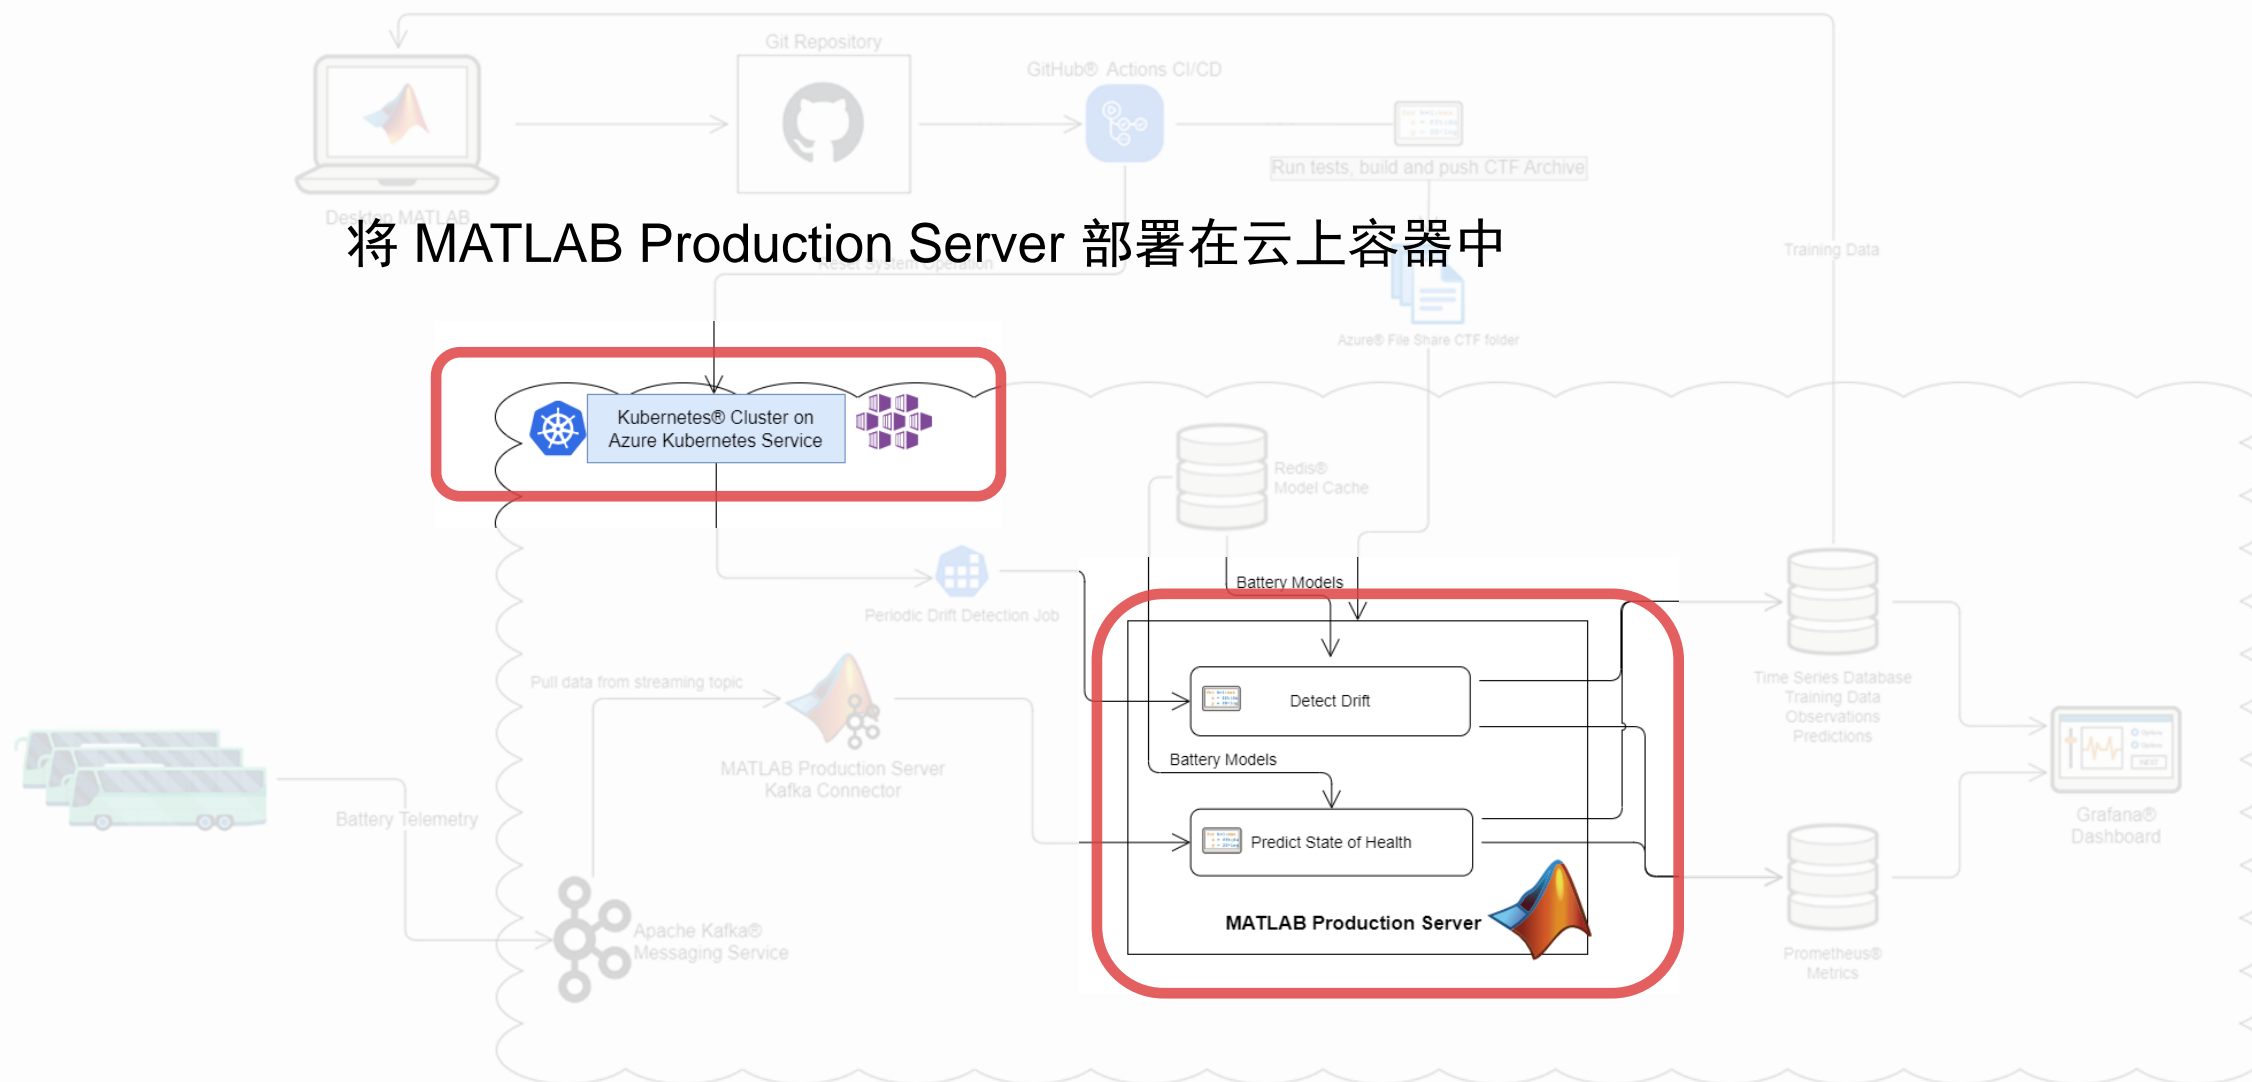 Git Repository
GitHub® Actions CI/CD
Run tests, build and push CTF Archive
Desktop MATLAB
将 MATLAB Production Server 部署在云上容器中
Reset System Operation
Training Data
Azure® File Share CTF folder
Kubernetes® Cluster on
Azure Kubernetes Service
Redis®
Model Cache
Battery Models
Periodic Drift Detection Job
Pull data from streaming topic
Detect Drift
Time Series Database
Training Data
Observations
Predictions
Battery Models
MATLAB Production Server
Kafka Connector
Battery Telemetry
Predict State of Health
Grafana®
Dashboard
MATLAB Production Server
Apache Kafka®
Messaging Service
Prometheus®
Metrics